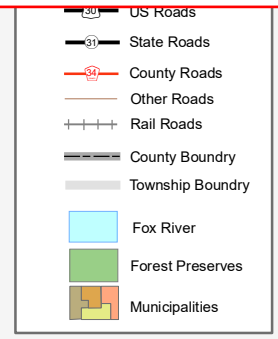 30 US Roads
31 State Roads
34 County Roads
Other Roads
Rail Roads
County Boundry
Township Boundry
Fox River
Forest Preserves
Municipalities